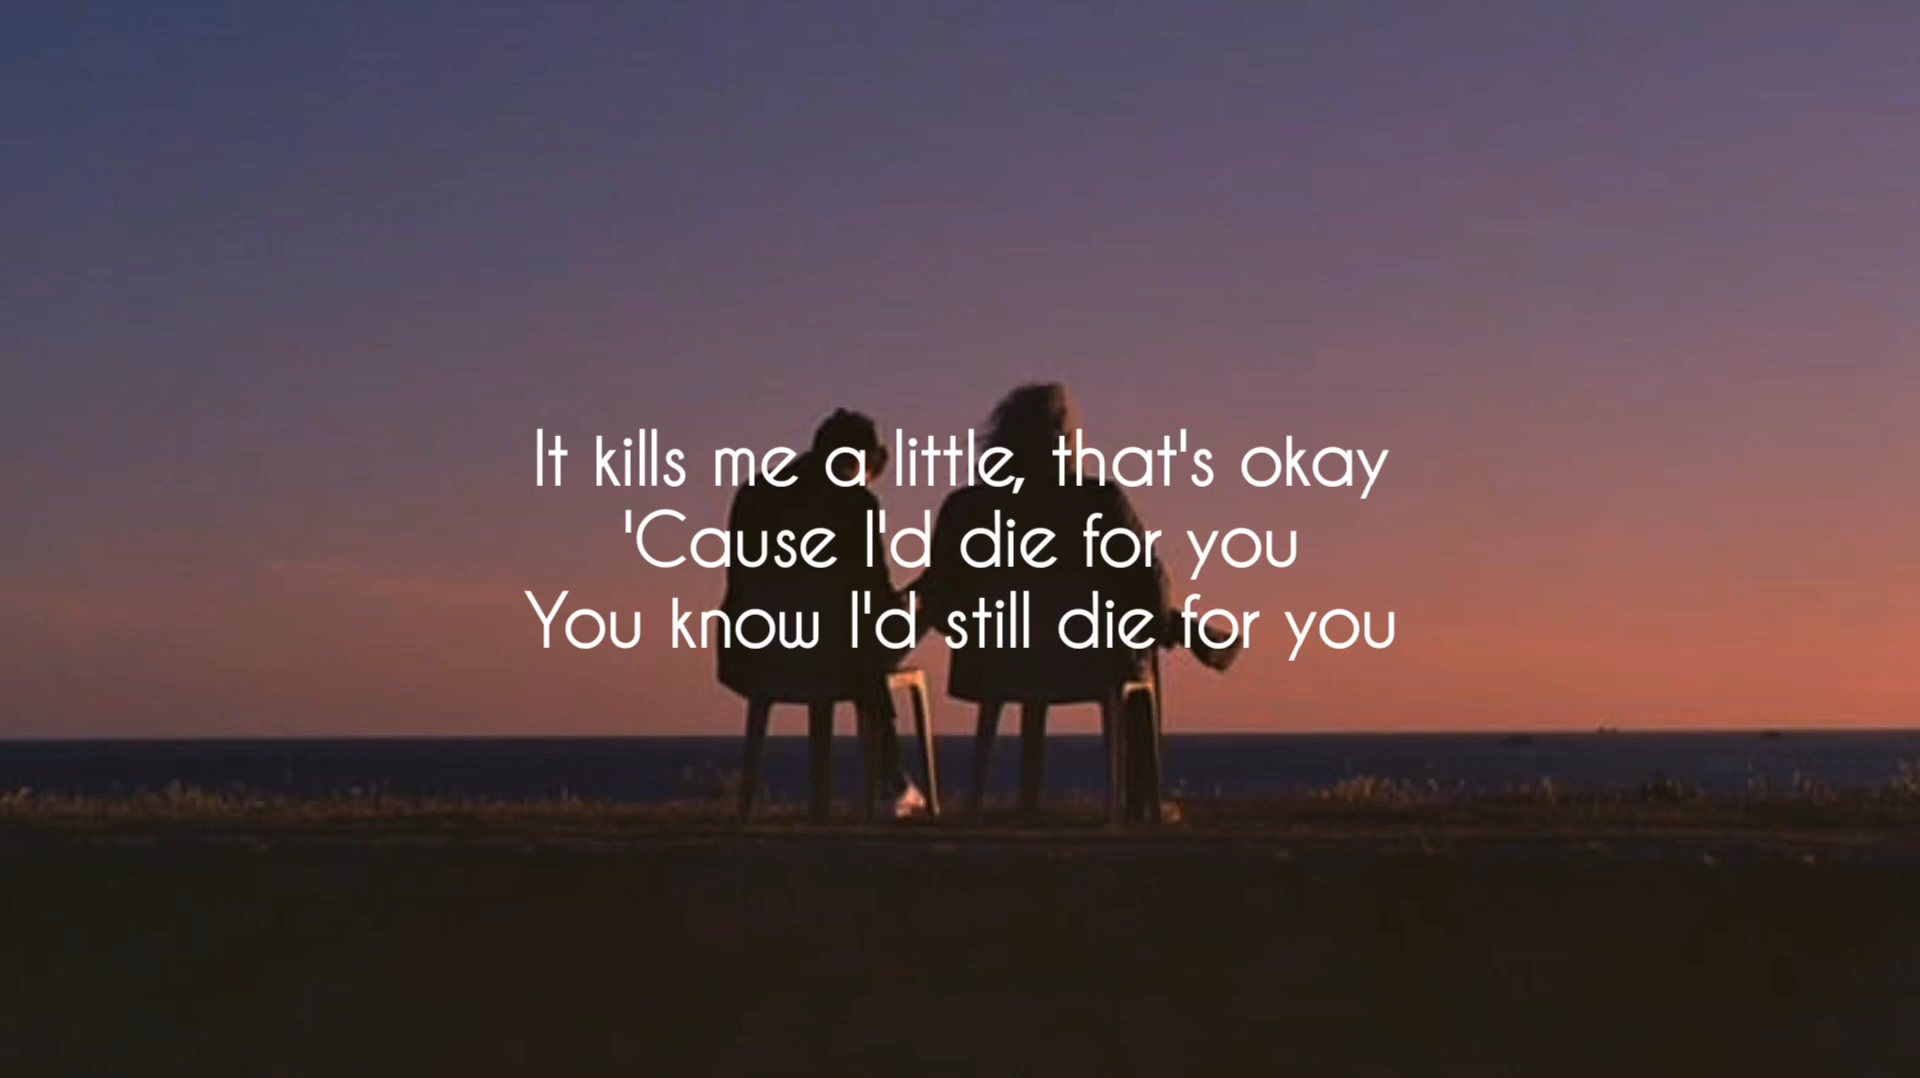 It kills me a little, that's okay
'Cause I'd die for you
You know I'd still die for you